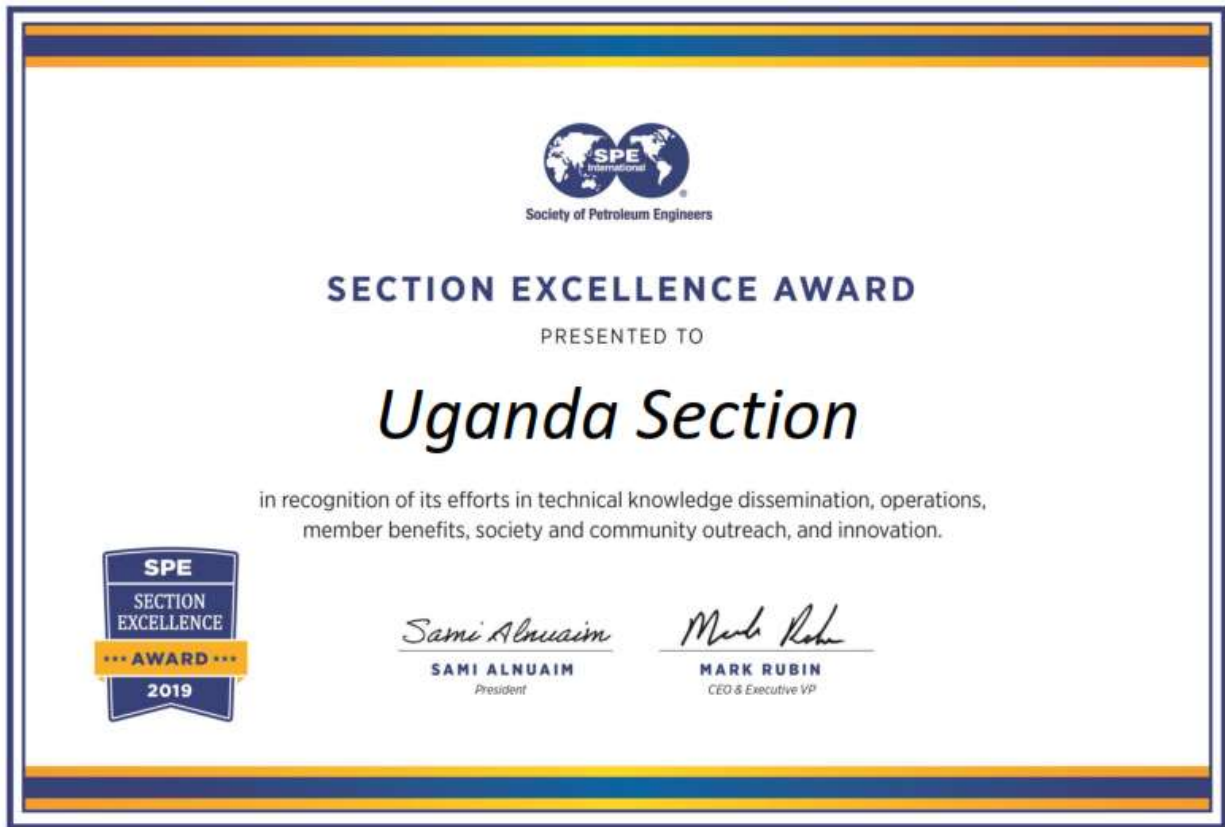 SPE
International
®
Society of Petroleum Engineers
SECTION EXCELLENCE AWARD
PRESENTED TO
Uganda Section
in recognition of its efforts in technical knowledge dissemination, operations,
member benefits, society and community outreach, and innovation.
SPE
SECTION
EXCELLENCE
••• AWARD •••
2019
Sami Alnuaim
SAMI ALNUAIM
President
Mark Rubin
MARK RUBIN
CEO & Executive VP